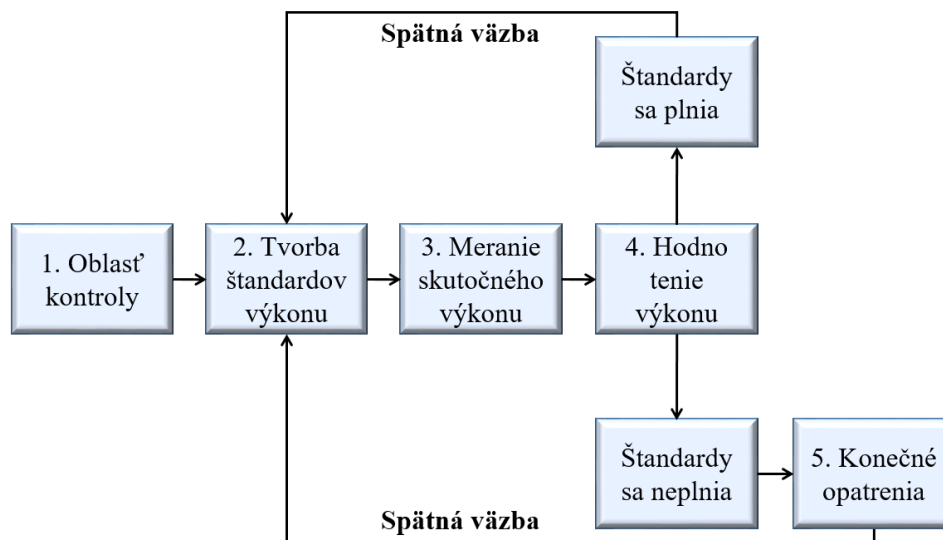 Spätná väzba
Štandardy
sa plnia
1. Oblasť
kontroly
2. Tvorba
štandardov
výkonu
3. Meranie
skutočného
výkonu
4. Hodno
tenie
výkonu
Štandardy
sa neplnia
5. Konečné
opatrenia
Spätná väzba